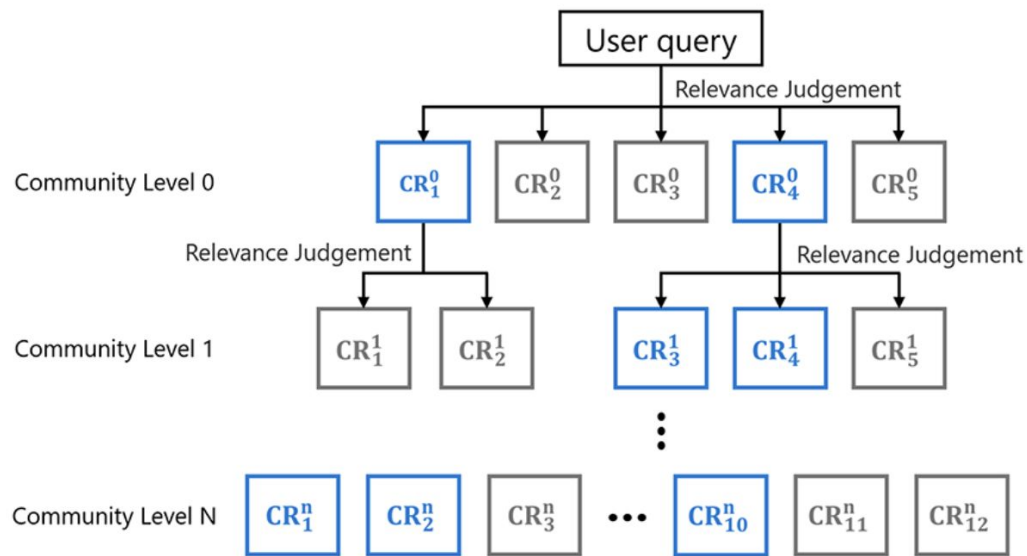 User query
Relevance Judgement
Community Level 0 CR₁⁰ CR₂⁰ CR₃⁰ CR₄⁰ CR₅⁰
Relevance Judgement Relevance Judgement
Community Level 1 CR₁¹ CR₂¹ CR₃¹ CR₄¹ CR₅¹
Community Level N CR₁ⁿ CR₂ⁿ CR₃ⁿ ••• CR₁₀ⁿ CR₁₁ⁿ CR₁₂ⁿ